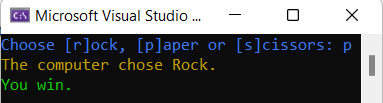 Microsoft Visual Studio ...
Choose [r]ock, [p]aper or [s]cissors: p
The computer chose Rock.
You win.